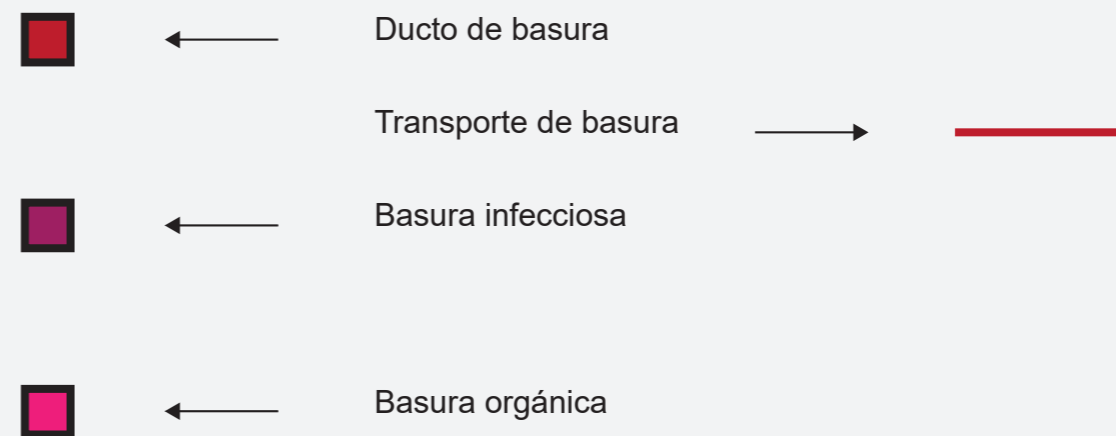 Ducto de basura
Transporte de basura
Basura infecciosa
Basura orgánica